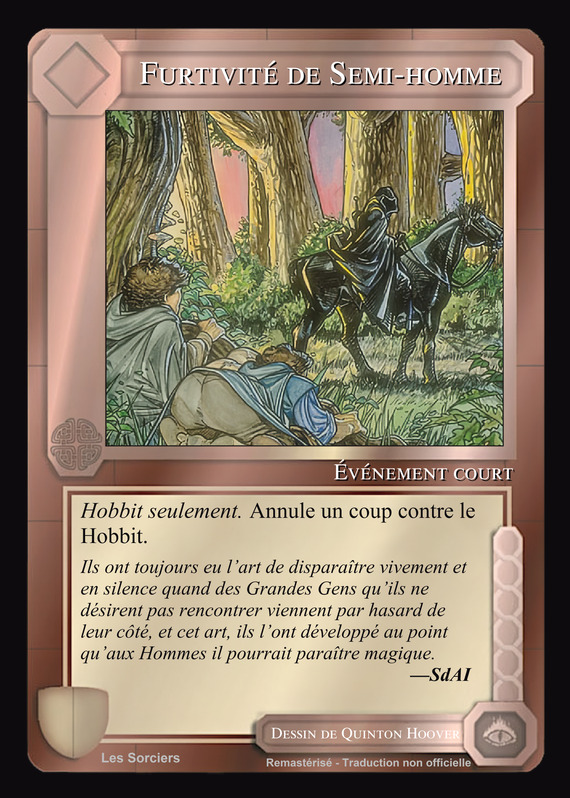 Furtivité de Semi-homme
Événement court
Hobbit seulement. Annule un coup contre le
Hobbit.
Ils ont toujours eu l'art de disparaître vivement et
en silence quand des Grandes Gens qu'ils ne
désirent pas rencontrer viennent par hasard de
leur côté, et cet art, ils l'ont développé au point
qu'aux Hommes il pourrait paraître magique.
—SdAI
Dessin de Quinton Hoover
Les Sorciers
Remastérisé - Traduction non officielle